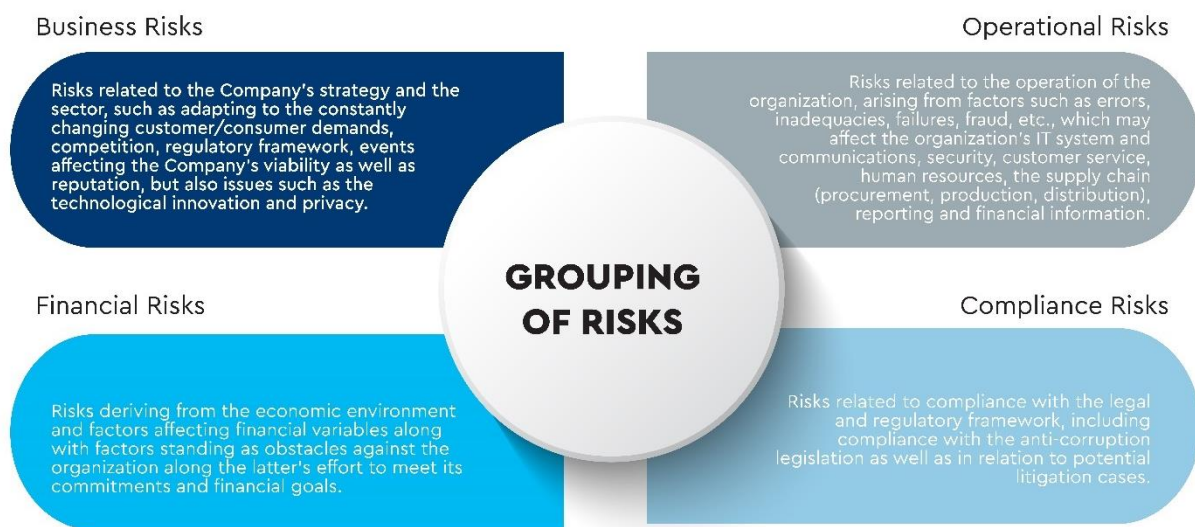 Business Risks
Risks related to the Company's strategy and the
sector, such as adapting to the constantly
changing customer/consumer demands,
competition, regulatory framework, events
affecting the Company's viability as well as
reputation, but also issues such as the
technological innovation and privacy.
Operational Risks
Risks related to the operation of the
organization, arising from factors such as errors,
inadequacies, failures, fraud, etc., which may
affect the organization's IT system and
communications, security, customer service,
human resources, the supply chain
(procurement, production, distribution),
reporting and financial information.
GROUPING
OF RISKS
Financial Risks
Risks deriving from the economic environment
and factors affecting financial variables along
with factors standing as obstacles against the
organization along the latter's effort to meet its
commitments and financial goals.
Compliance Risks
Risks related to compliance with the legal
and regulatory framework, including
compliance with the anti-corruption
legislation as well as in relation to potential
litigation cases.